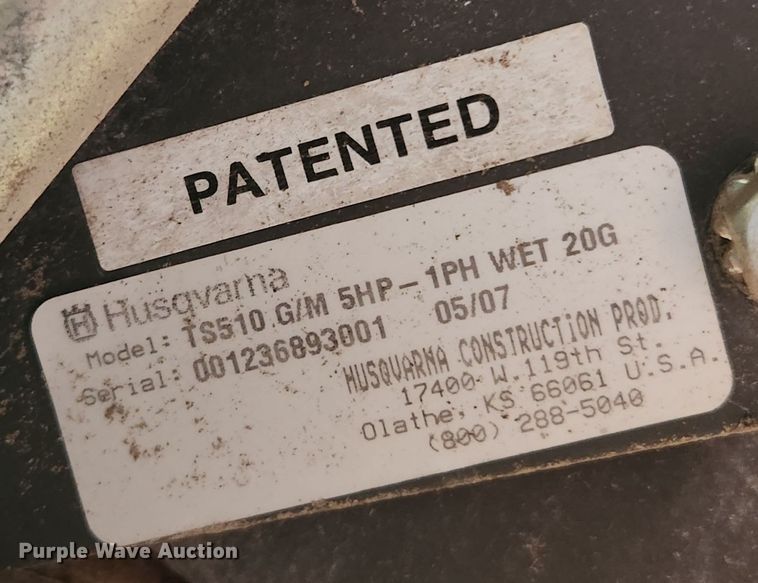 PATENTED
Husqvarna
Model: TS510 G/M 5HP-1PH WET 20G
Serial: 001236893001 05/07
HUSQVARNA CONSTRUCTION PROD.
17400 W 119th St.
Olathe, KS 66061 U.S.A.
(800) 288-5040
Purple Wave Auction